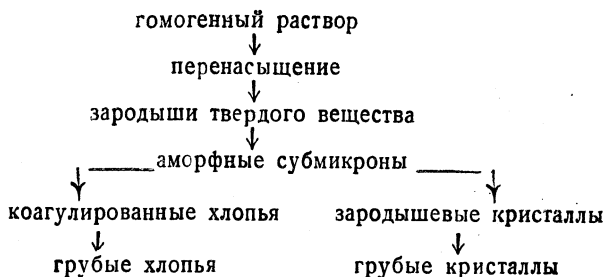 гомогенный раствор
перенасыщение
зародыши твердого вещества
аморфные субмикроны
коагулированные хлопья зародышевые кристаллы
грубые хлопья грубые кристаллы